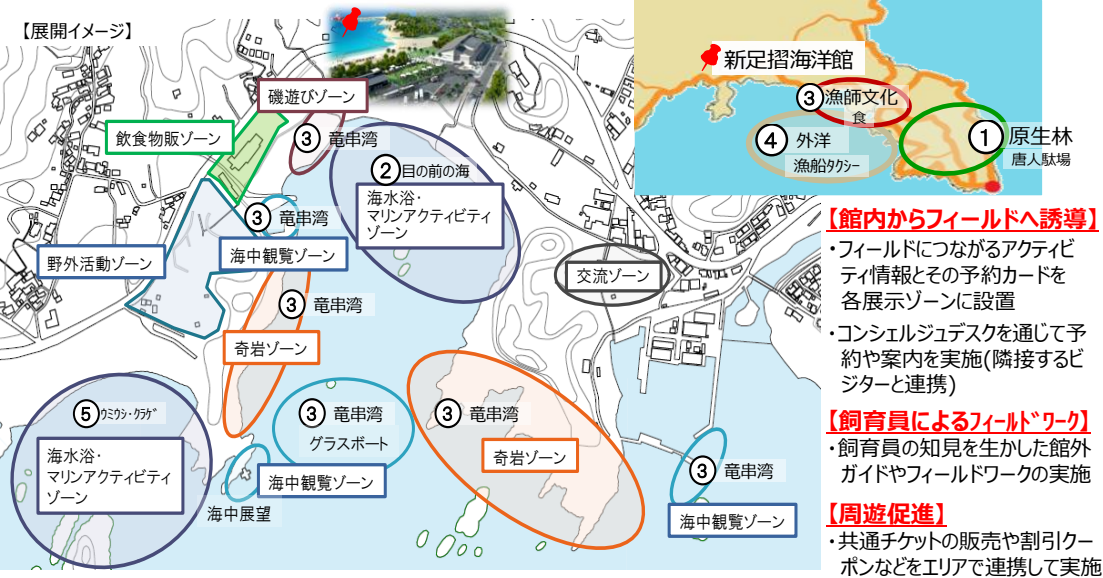 【展開イメージ】
新足摺海洋館
③漁師文化
食
④ 外洋
漁船タクシー
① 原生林
唐人駄場
磯遊びゾーン
飲食物販ゾーン
③ 竜串湾
②目の前の海
海水浴・
マリンアクティビティ
ゾーン
③ 竜串湾
海中観覧ゾーン
野外活動ゾーン
交流ゾーン
③ 竜串湾
奇岩ゾーン
⑤ウミウシ・クラゲ
海水浴・
マリンアクティビティ
ゾーン
③ 竜串湾
グラスボート
海中観覧ゾーン
海中展望
③ 竜串湾
奇岩ゾーン
③ 竜串湾
海中観覧ゾーン
【館内からフィールドへ誘導】
・フィールドにつながるアクティビ
ティ情報とその予約カードを
各展示ゾーンに設置
・コンシェルジュデスクを通じて予
約や案内を実施(隣接するビ
ジターと連携)
【飼育員によるフィールドワーク】
・飼育員の知見を生かした館外
ガイドやフィールドワークの実施
【周遊促進】
・共通チケットの販売や割引クー
ポンなどをエリアで連携して実施